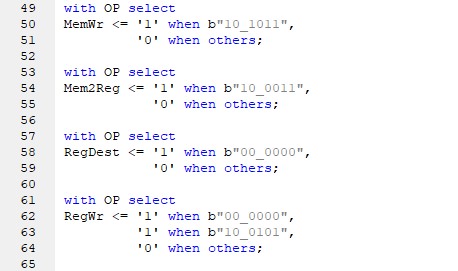 49 with OP select
50 MemWr <= '1' when b"10_1011",
51 '0' when others;
52
53 with OP select
54 Mem2Reg <= '1' when b"10_0011",
55 '0' when others;
56
57 with OP select
58 RegDest <= '1' when b"00_0000",
59 '0' when others;
60
61 with OP select
62 RegWr <= '1' when b"00_0000",
63 '1' when b"10_0101",
64 '0' when others;
65